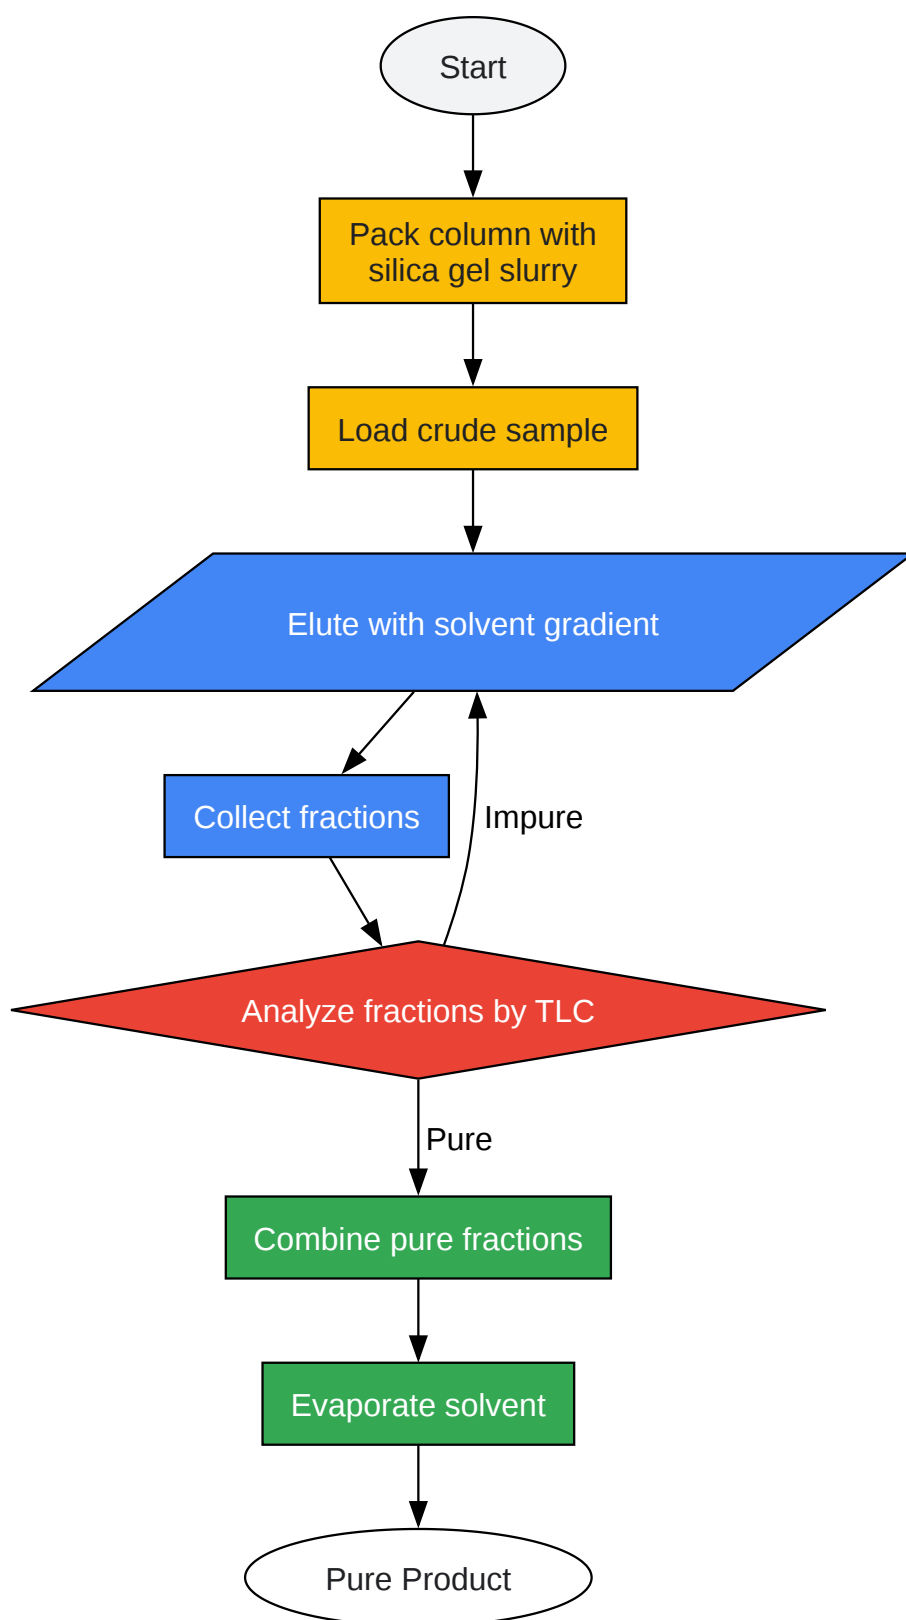 Start
Pack column with
silica gel slurry
Load crude sample
Elute with solvent gradient
Collect fractions
Impure
Analyze fractions by TLC
Pure
Combine pure fractions
Evaporate solvent
Pure Product